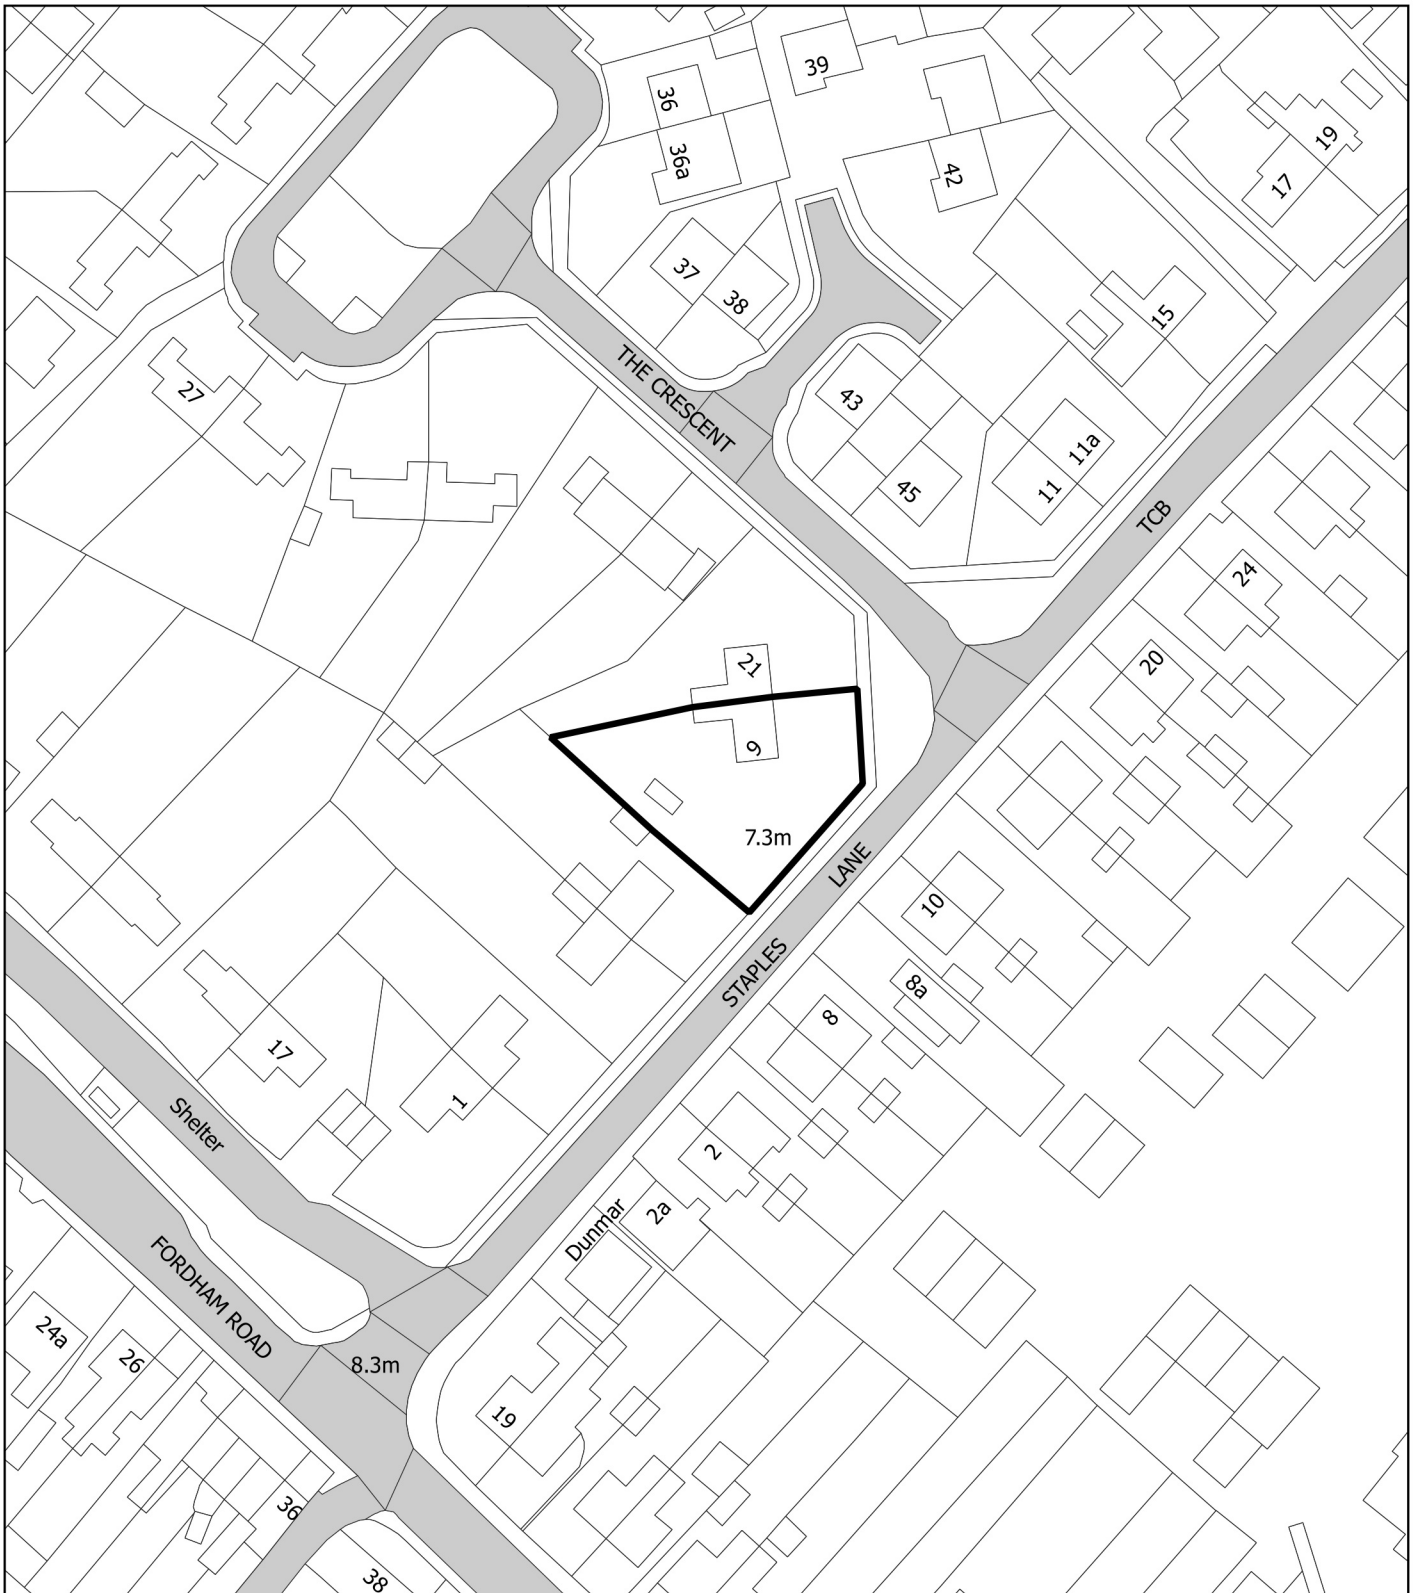 39
36
36a
42
19
17
37
38
15
27
THE CRESCENT
43
11a
45
11
TCB
24
21
20
9
7.3m
LANE
10
STAPLES
8a
8
17
1
Shelter
2
2a
Dunmar
FORDHAM ROAD
24a
26
8.3m
19
36
38